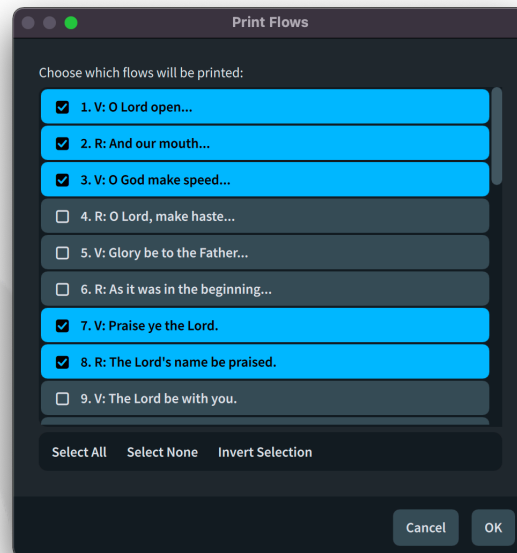 Print Flows
Choose which flows will be printed:
1. V: O Lord open...
2. R: And our mouth...
3. V: O God make speed...
4. R: O Lord, make haste...
5. V: Glory be to the Father...
6. R: As it was in the beginning...
7. V: Praise ye the Lord.
8. R: The Lord's name be praised.
9. V: The Lord be with you.
Select All Select None Invert Selection
Cancel OK